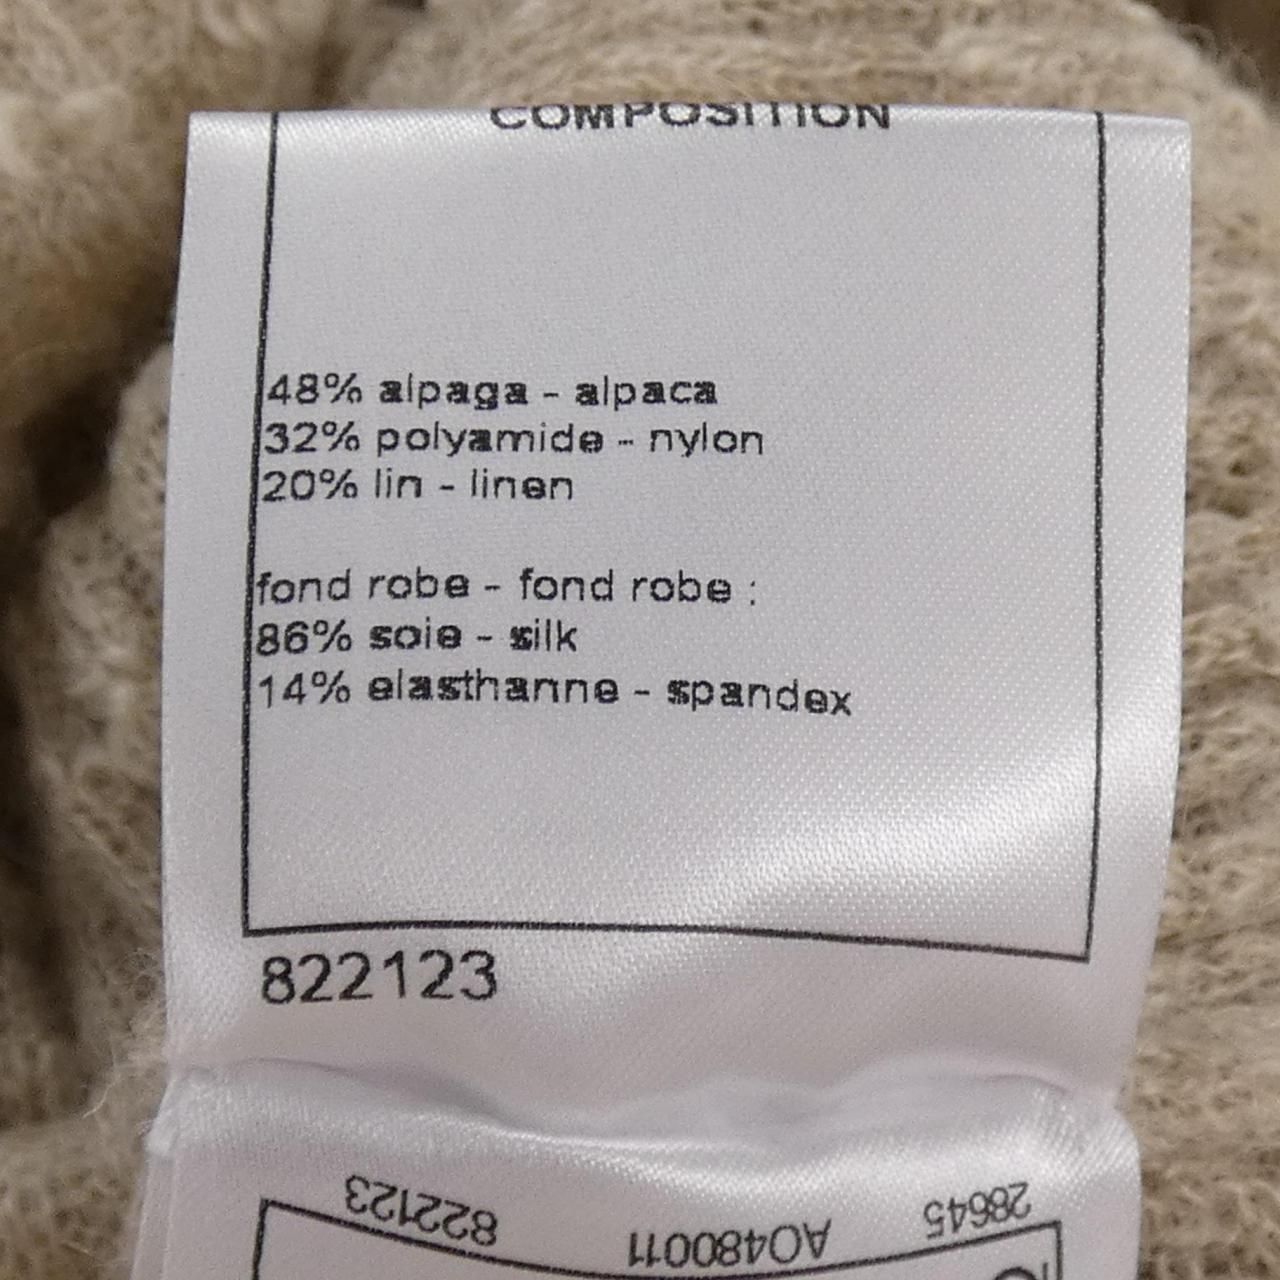 COMPOSITION
48% alpaga - alpaca
32% polyamide - nylon
20% lin - linen
fond robe - fond robe :
86% soie - silk
14% elasthanne - spandex
822123
28645 AO480011 822123